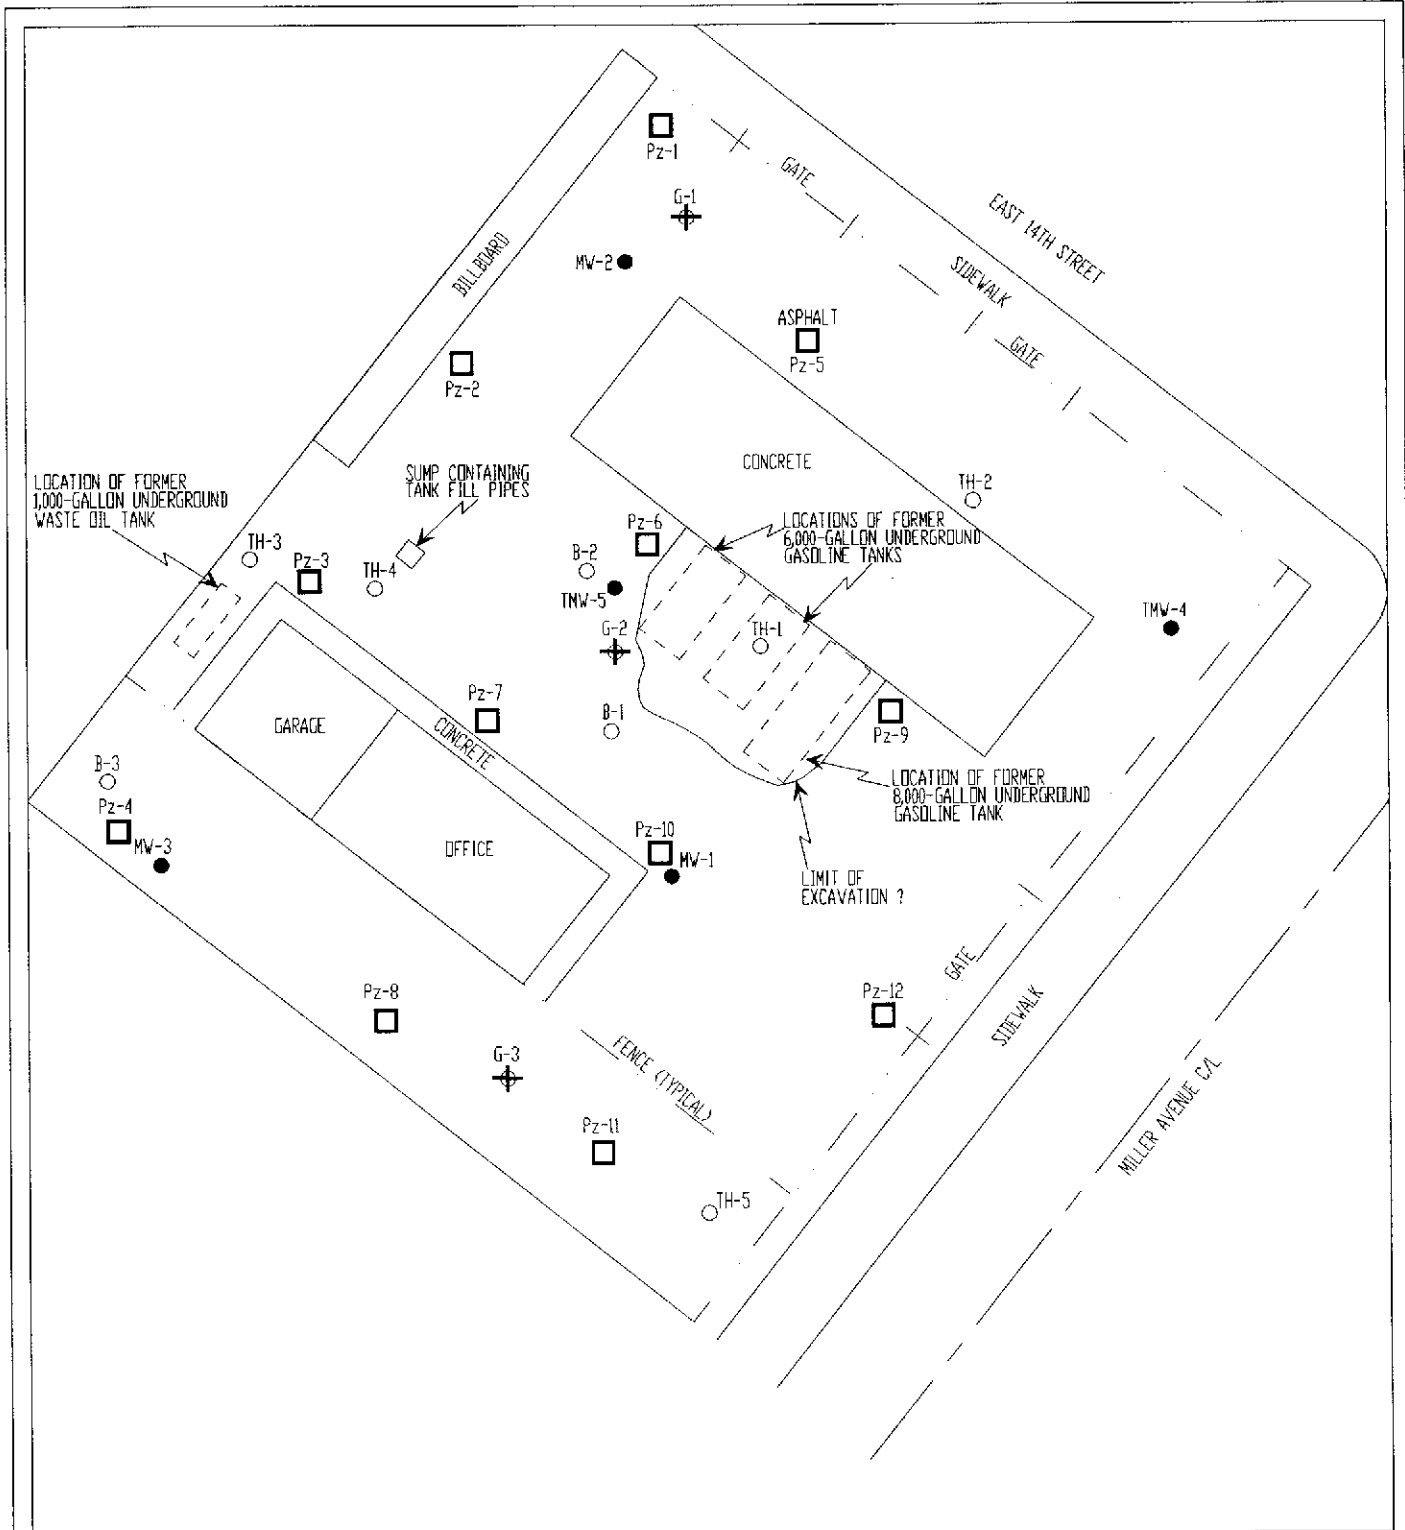 Pz-1
GATE
G-1
EAST 14TH STREET
BILLBOARD
MW-2
SIDEWALK
ASPHALT
Pz-5
GATE
Pz-2
CONCRETE
SUMP CONTAINING
TANK FILL PIPES
LOCATION OF FORMER
1,000-GALLON UNDERGROUND
WASTE OIL TANK
TH-2
LOCATIONS OF FORMER
6,000-GALLON UNDERGROUND
GASOLINE TANKS
Pz-6
TH-3
Pz-3
TH-4
B-2
TMW-5
TMW-4
G-2
TH-1
Pz-7
B-1
GARAGE
CONCRETE
Pz-9
B-3
LOCATION OF FORMER
8,000-GALLON UNDERGROUND
GASOLINE TANK
Pz-4
MW-3
OFFICE
Pz-10
MW-1
LIMIT OF
EXCAVATION ?
GATE
Pz-8
Pz-12
SIDEWALK
G-3
FENCE (TYPICAL)
MILLER AVENUE C/L
Pz-11
TH-5